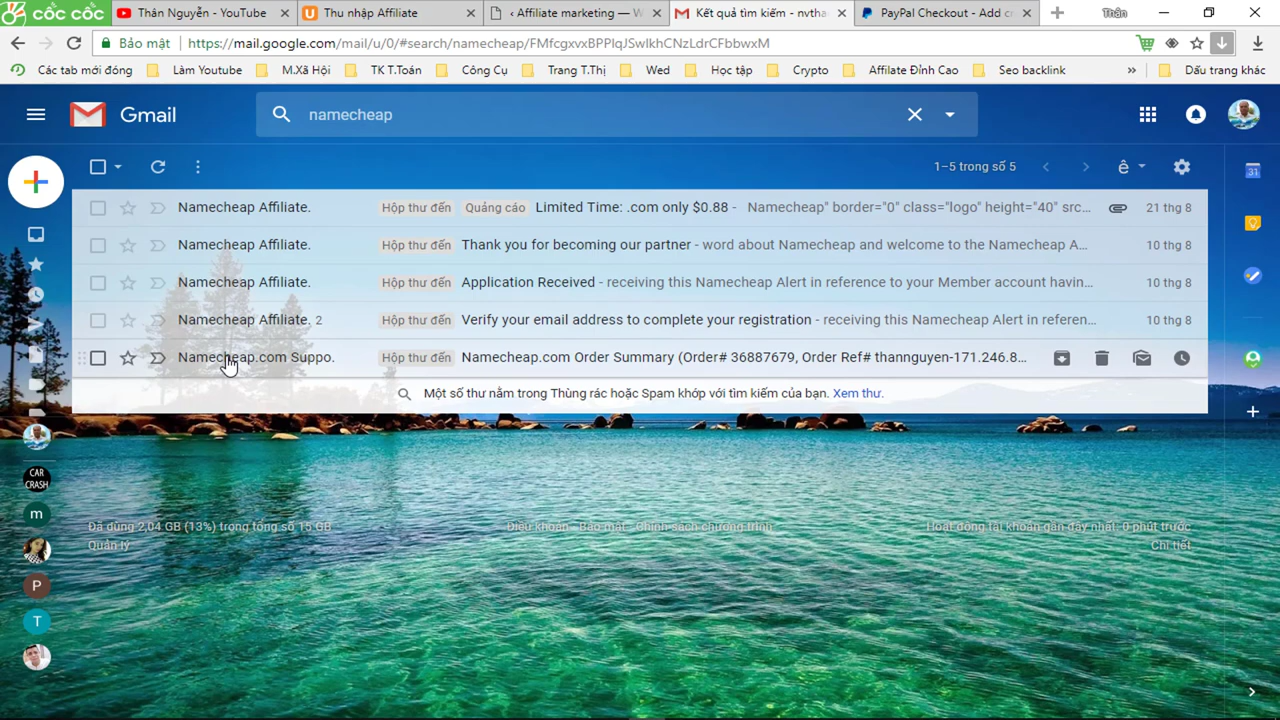 cốc cốc
Thân Nguyễn - YouTube
Thu nhập Affiliate
‹ Affiliate marketing — W
Kết quả tìm kiếm - nvtha
PayPal Checkout - Add c
Thân
Bảo mật
https://mail.google.com/mail/u/0/#search/namecheap/FMfcgxvxBPPlqJSwlkhCNzLdrCFbbwxM
Các tab mới đóng
Làm Youtube
M.Xã Hội
TK T.Toán
Công Cụ
Trang T.Thị
Wed
Học tập
Crypto
Affilate Đỉnh Cao
Seo backlink
»
Dấu trang khác
Gmail
namecheap
1–5 trong số 5
ê
31
Namecheap Affiliate. Hộp thư đến Quảng cáo Limited Time: .com only $0.88 - Namecheap" border="0" class="logo" height="40" src... 21 thg 8
Namecheap Affiliate. Hộp thư đến Thank you for becoming our partner - word about Namecheap and welcome to the Namecheap A... 10 thg 8
Namecheap Affiliate. Hộp thư đến Application Received - receiving this Namecheap Alert in reference to your Member account havin... 10 thg 8
Namecheap Affiliate. 2 Hộp thư đến Verify your email address to complete your registration - receiving this Namecheap Alert in referen... 10 thg 8
Namecheap.com Suppo. Hộp thư đến Namecheap.com Order Summary (Order# 36887679, Order Ref# thannguyen-171.246.8...
Một số thư nằm trong Thùng rác hoặc Spam khớp với tìm kiếm của bạn. Xem thư.
CAR
CRASH
m
P
T
Đã dùng 2,04 GB (13%) trong tổng số 15 GB
Quản lý
Điều khoản - Bảo mật - Chính sách chương trình
Hoạt động tài khoản gần đây nhất: 0 phút trước
Chi tiết